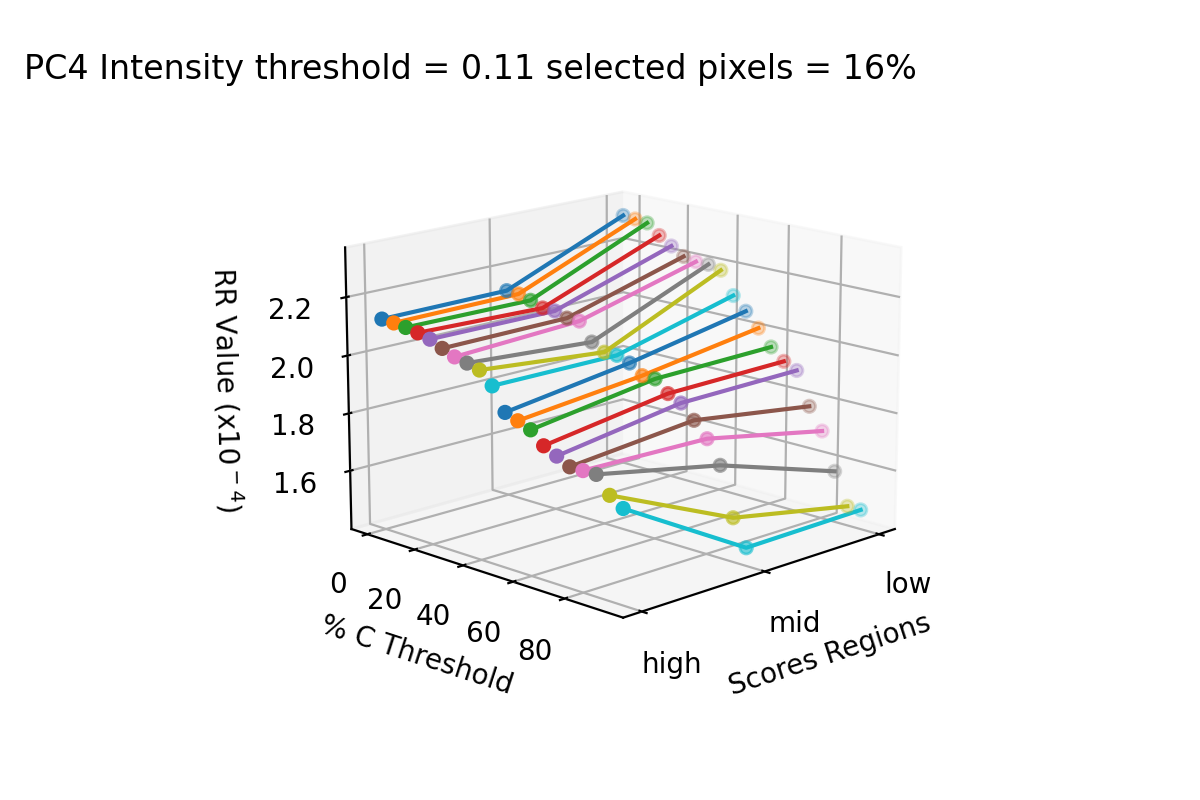 PC4 Intensity threshold = 0.11 selected pixels = 16%
RR Value (x10⁻⁴)
2.2
2.0
1.8
1.6
0
20
40
60
80
% C Threshold
high
mid
low
Scores Regions